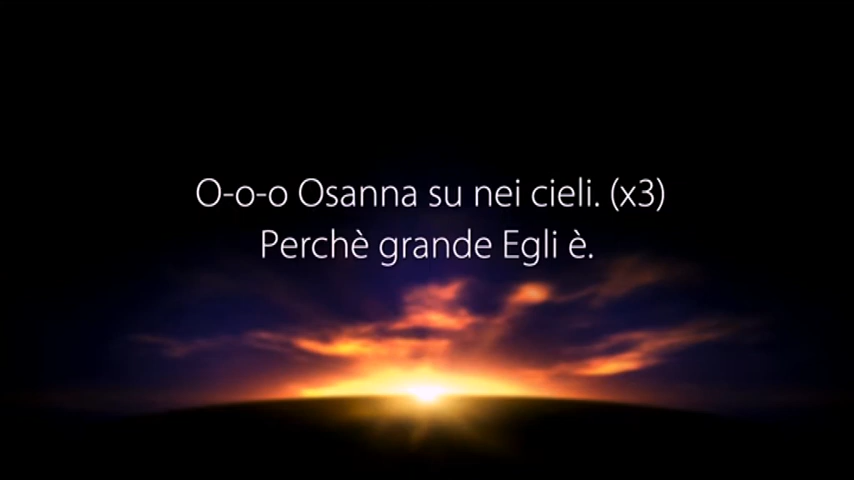 O-o-o Osanna su nei cieli. (x3)
Perchè grande Egli è.